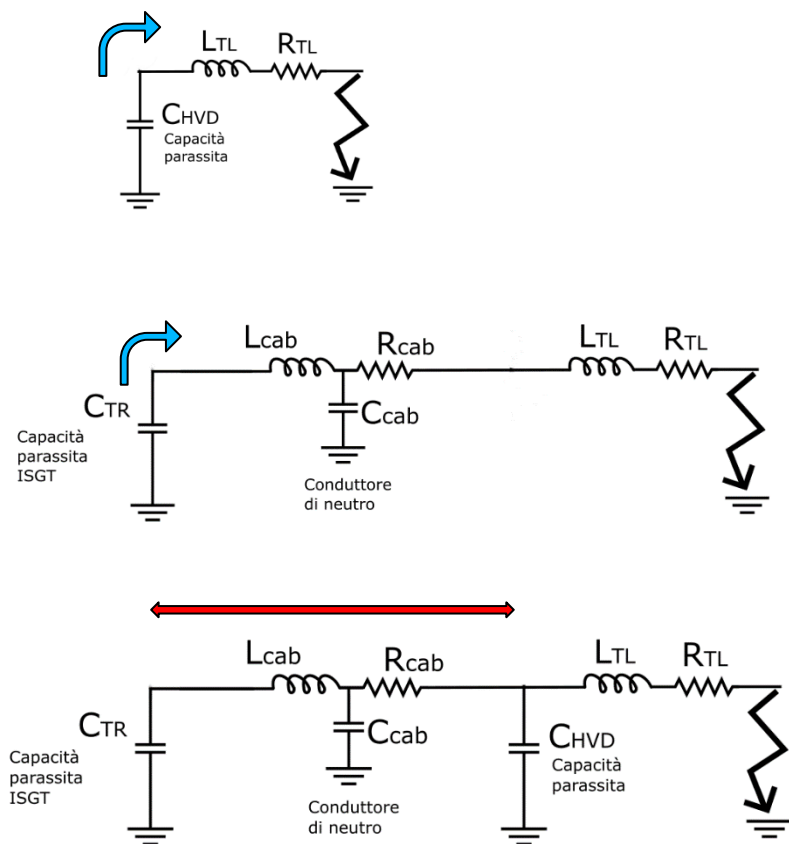 LTL
RTL
CHVD
Capacità
parassita
Lcab
Rcab
LTL
RTL
CTR
Ccab
Capacità
parassita
ISGT
Conduttore
di neutro
Lcab
Rcab
LTL
RTL
CTR
Ccab
CHVD
Capacità
parassita
Capacità
parassita
ISGT
Conduttore
di neutro